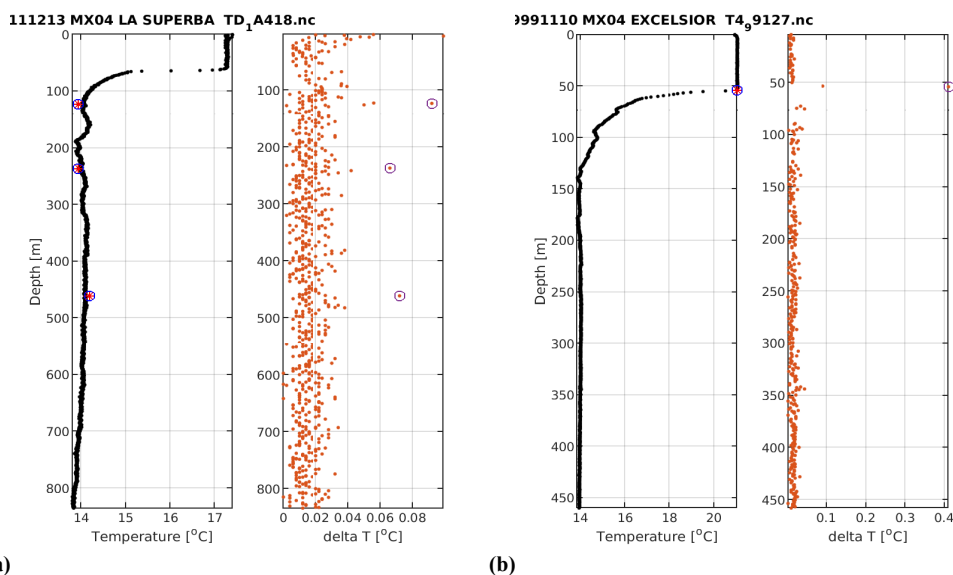 111213 MX04 LA SUPERBA TD1A418.nc
9991110 MX04 EXCELSIOR T499127.nc
0
100
200
300
400
500
600
700
800
Depth [m]
14 15 16 17
Temperature [°C]
0 0.02 0.04 0.06 0.08
delta T [°C]
0
50
100
150
200
250
300
350
400
450
Depth [m]
14 16 18 20
Temperature [°C]
0
50
100
150
200
250
300
350
400
450
0.1 0.2 0.3 0.4
delta T [°C]
0
100
200
300
400
500
600
700
800
a)
(b)